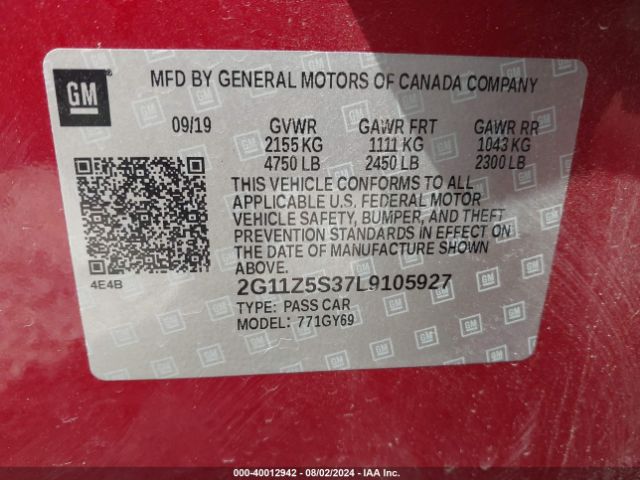 GM
MFD BY GENERAL MOTORS OF CANADA COMPANY
09/19 GVWR GAWR FRT GAWR RR
2155 KG 1111 KG 1043 KG
4750 LB 2450 LB 2300 LB
THIS VEHICLE CONFORMS TO ALL
APPLICABLE U.S. FEDERAL MOTOR
VEHICLE SAFETY, BUMPER, AND THEFT
PREVENTION STANDARDS IN EFFECT ON
THE DATE OF MANUFACTURE SHOWN
ABOVE.
4E4B
2G11Z5S37L9105927
TYPE: PASS CAR
MODEL: 771GY69
000-40012942 - 08/02/2024 - IAA Inc.